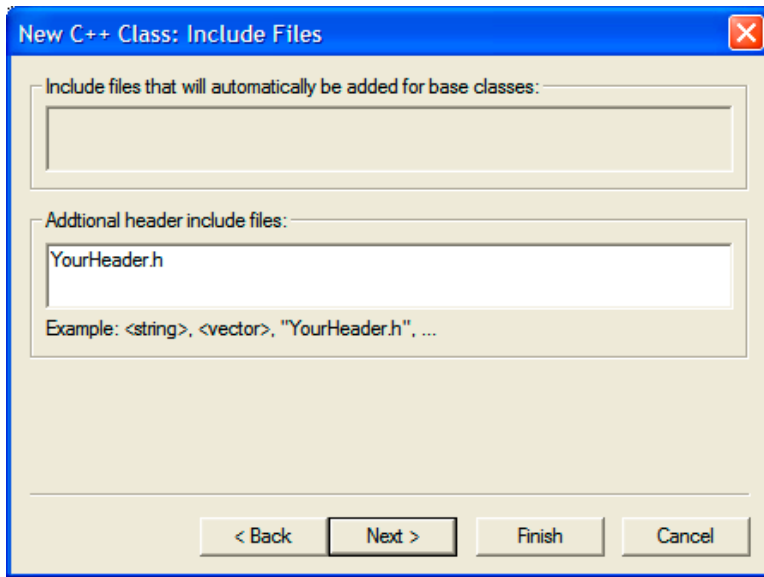 New C++ Class: Include Files
Include files that will automatically be added for base classes:
Addtional header include files:
YourHeader.h
Example: <string>, <vector>, "YourHeader.h", ...
< Back
Next >
Finish
Cancel